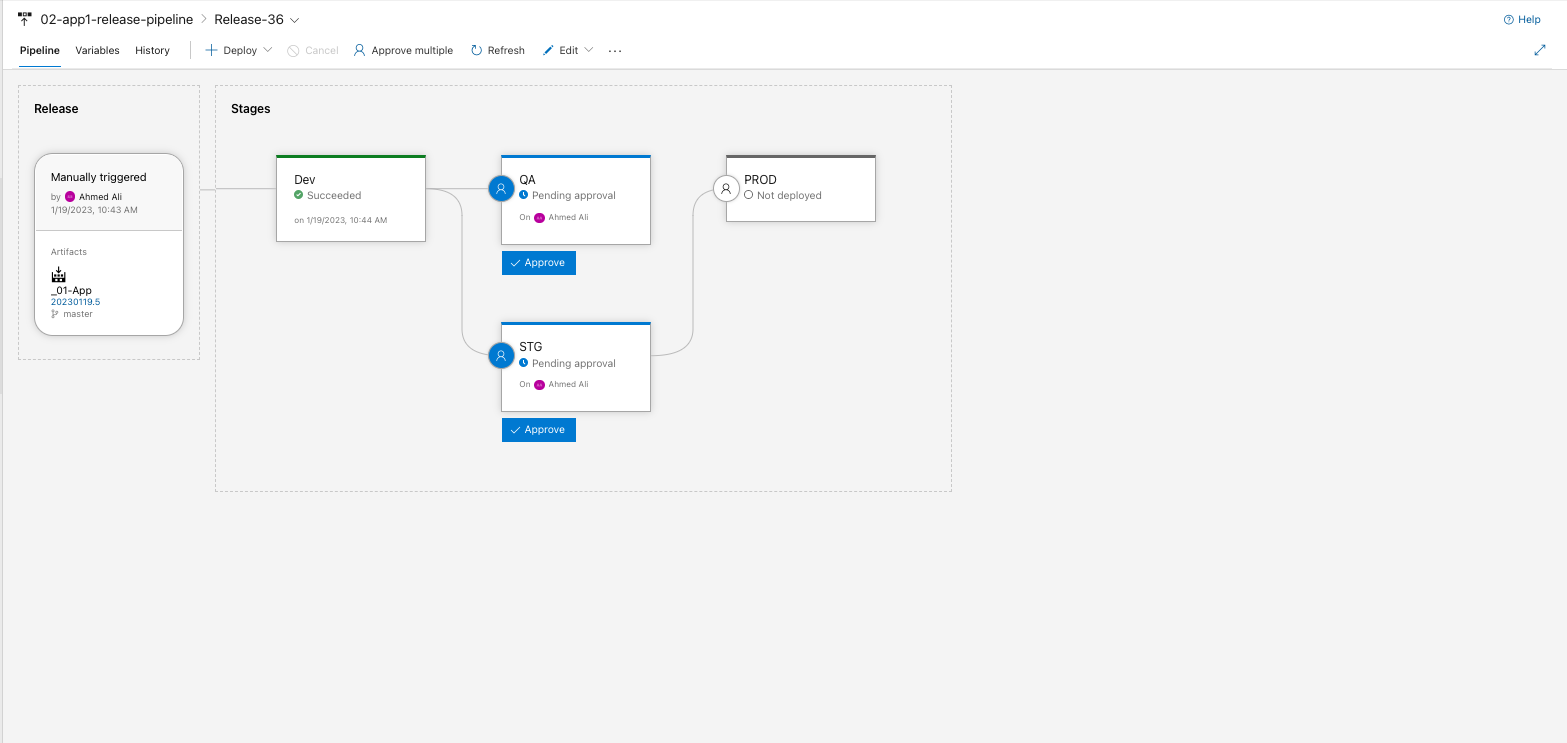 02-app1-release-pipeline > Release-36
Help
Pipeline Variables History Deploy Cancel Approve multiple Refresh Edit ...
Release
Manually triggered
by Ahmed Ali
1/19/2023, 10:43 AM
Artifacts
_01-App
20230119.5
master
Stages
Dev
Succeeded
on 1/19/2023, 10:44 AM
QA
Pending approval
On Ahmed Ali
Approve
STG
Pending approval
On Ahmed Ali
Approve
PROD
Not deployed